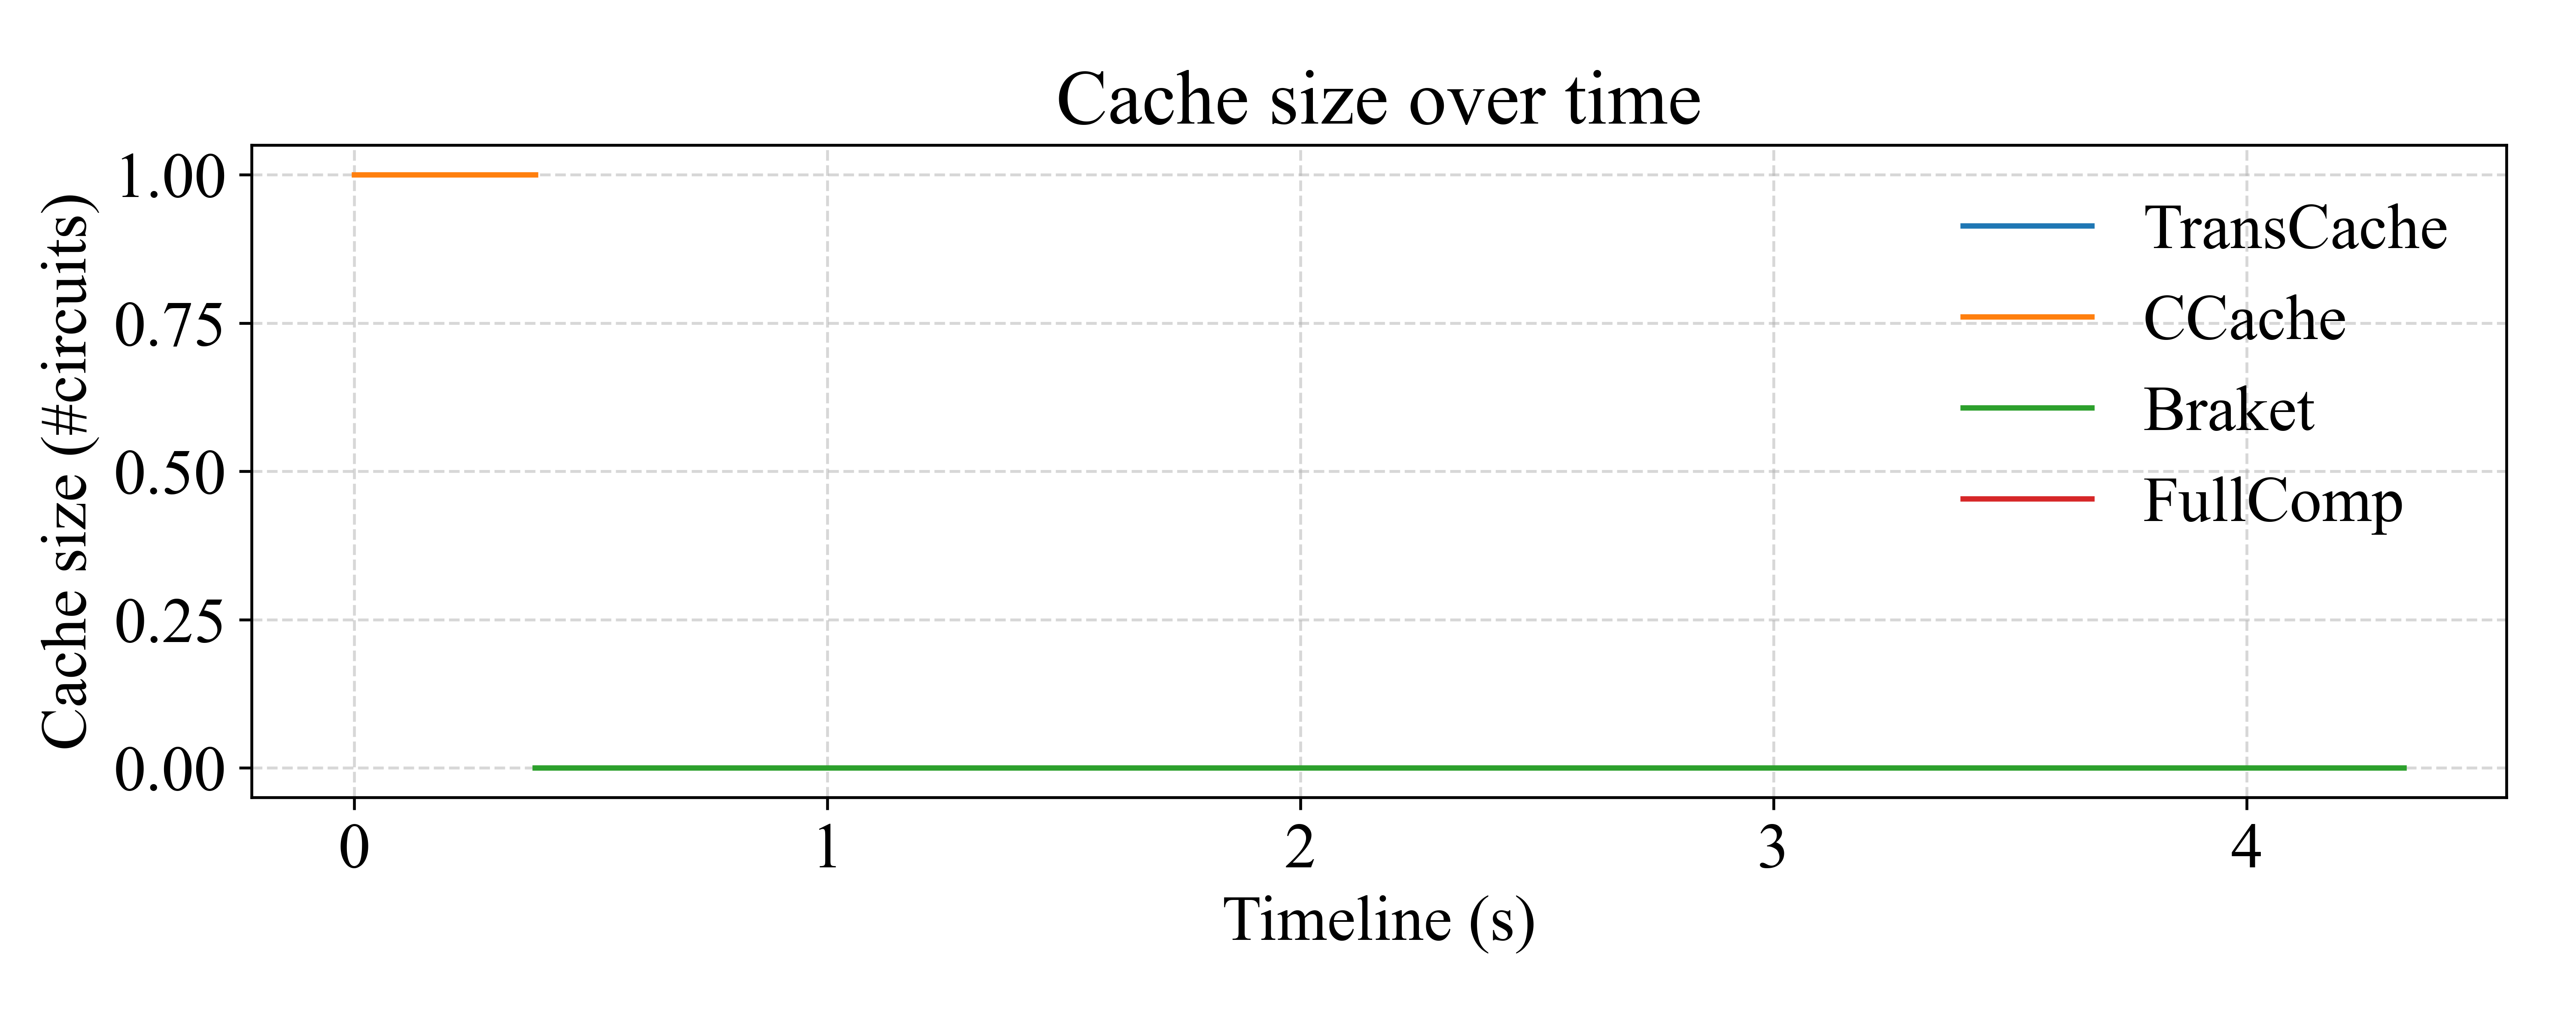 Cache size over time
Cache size (#circuits)
1.00
0.75
0.50
0.25
0.00
TransCache
CCache
Braket
FullComp
0 1 2 3 4
Timeline (s)